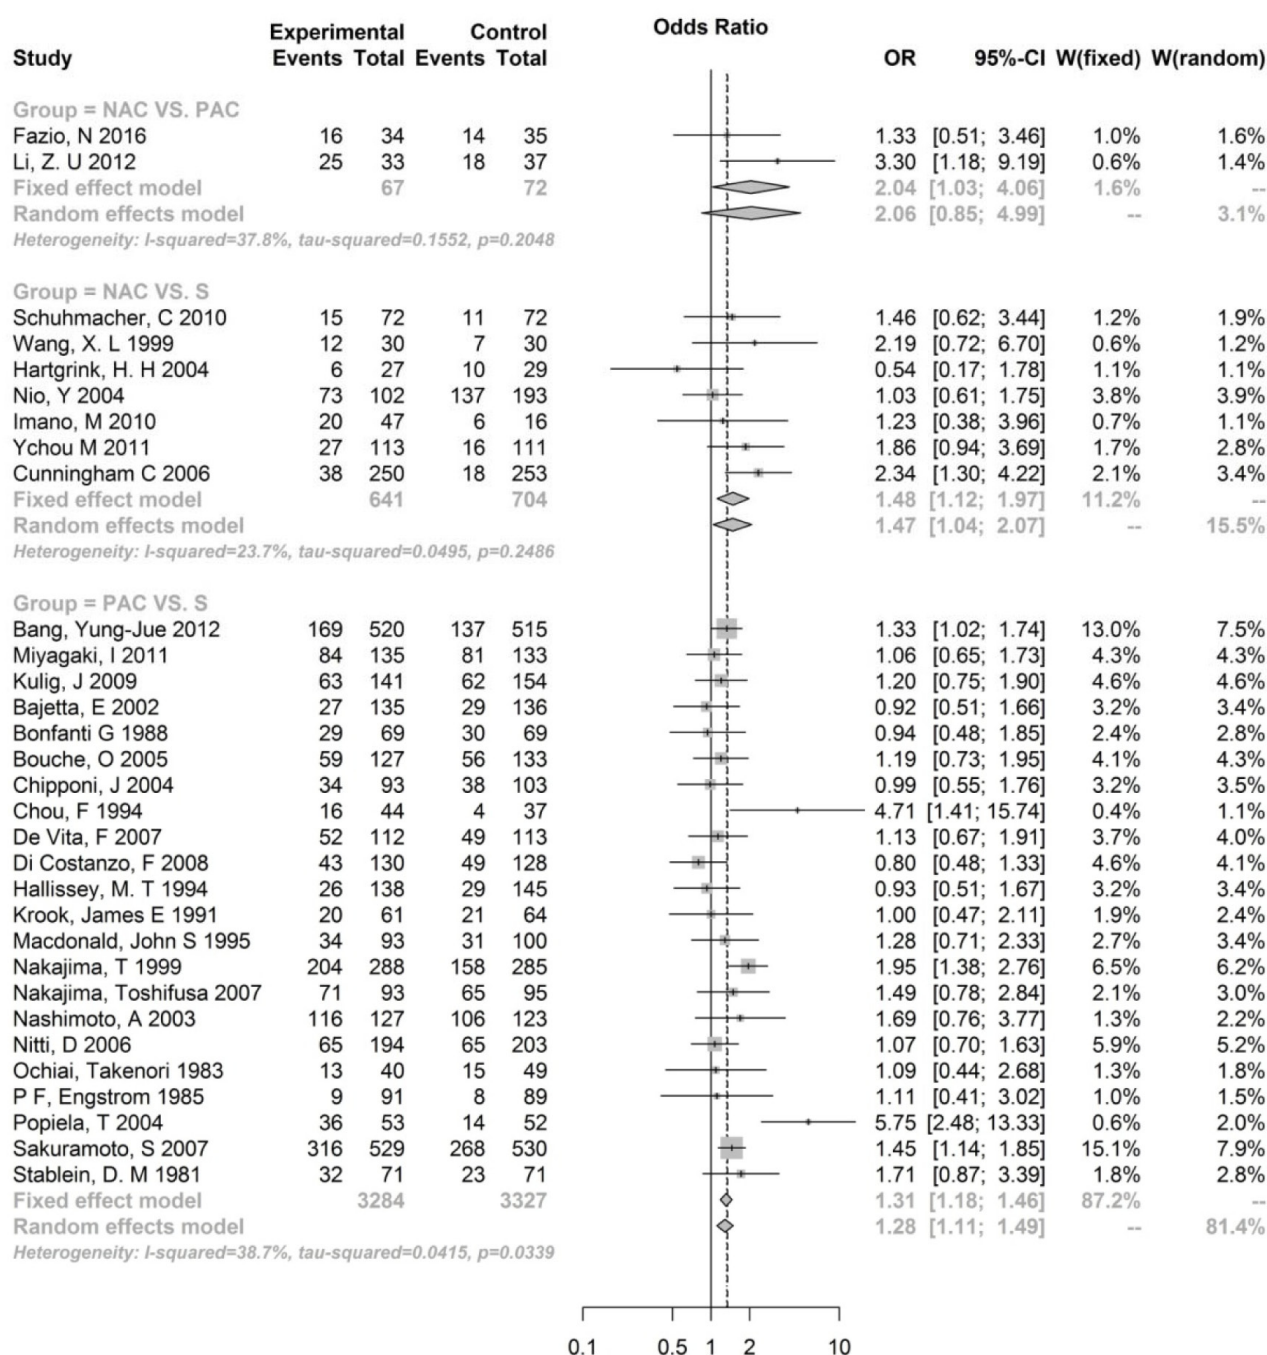 Experimental Control Odds Ratio
Study Events Total Events Total OR 95%-CI W(fixed) W(random)
Group = NAC VS. PAC
Fazio, N 2016 16 34 14 35 1.33 [0.51; 3.46] 1.0% 1.6%
Li, Z. U 2012 25 33 18 37 3.30 [1.18; 9.19] 0.6% 1.4%
Fixed effect model 67 72 2.04 [1.03; 4.06] 1.6% --
Random effects model 2.06 [0.85; 4.99] -- 3.1%
Heterogeneity: I-squared=37.8%, tau-squared=0.1552, p=0.2048
Group = NAC VS. S
Schuhmacher, C 2010 15 72 11 72 1.46 [0.62; 3.44] 1.2% 1.9%
Wang, X. L 1999 12 30 7 30 2.19 [0.72; 6.70] 0.6% 1.2%
Hartgrink, H. H 2004 6 27 10 29 0.54 [0.17; 1.78] 1.1% 1.1%
Nio, Y 2004 73 102 137 193 1.03 [0.61; 1.75] 3.8% 3.9%
Imano, M 2010 20 47 6 16 1.23 [0.38; 3.96] 0.7% 1.1%
Ychou M 2011 27 113 16 111 1.86 [0.94; 3.69] 1.7% 2.8%
Cunningham C 2006 38 250 18 253 2.34 [1.30; 4.22] 2.1% 3.4%
Fixed effect model 641 704 1.48 [1.12; 1.97] 11.2% --
Random effects model 1.47 [1.04; 2.07] -- 15.5%
Heterogeneity: I-squared=23.7%, tau-squared=0.0495, p=0.2486
Group = PAC VS. S
Bang, Yung-Jue 2012 169 520 137 515 1.33 [1.02; 1.74] 13.0% 7.5%
Miyagaki, I 2011 84 135 81 133 1.06 [0.65; 1.73] 4.3% 4.3%
Kulig, J 2009 63 141 62 154 1.20 [0.75; 1.90] 4.6% 4.6%
Bajetta, E 2002 27 135 29 136 0.92 [0.51; 1.66] 3.2% 3.4%
Bonfanti G 1988 29 69 30 69 0.94 [0.48; 1.85] 2.4% 2.8%
Bouche, O 2005 59 127 56 133 1.19 [0.73; 1.95] 4.1% 4.3%
Chipponi, J 2004 34 93 38 103 0.99 [0.55; 1.76] 3.2% 3.5%
Chou, F 1994 16 44 4 37 4.71 [1.41; 15.74] 0.4% 1.1%
De Vita, F 2007 52 112 49 113 1.13 [0.67; 1.91] 3.7% 4.0%
Di Costanzo, F 2008 43 130 49 128 0.80 [0.48; 1.33] 4.6% 4.1%
Hallissey, M. T 1994 26 138 29 145 0.93 [0.51; 1.67] 3.2% 3.4%
Krook, James E 1991 20 61 21 64 1.00 [0.47; 2.11] 1.9% 2.4%
Macdonald, John S 1995 34 93 31 100 1.28 [0.71; 2.33] 2.7% 3.4%
Nakajima, T 1999 204 288 158 285 1.95 [1.38; 2.76] 6.5% 6.2%
Nakajima, Toshifusa 2007 71 93 65 95 1.49 [0.78; 2.84] 2.1% 3.0%
Nashimoto, A 2003 116 127 106 123 1.69 [0.76; 3.77] 1.3% 2.2%
Nitti, D 2006 65 194 65 203 1.07 [0.70; 1.63] 5.9% 5.2%
Ochiai, Takenori 1983 13 40 15 49 1.09 [0.44; 2.68] 1.3% 1.8%
P F, Engstrom 1985 9 91 8 89 1.11 [0.41; 3.02] 1.0% 1.5%
Popiela, T 2004 36 53 14 52 5.75 [2.48; 13.33] 0.6% 2.0%
Sakuramoto, S 2007 316 529 268 530 1.45 [1.14; 1.85] 15.1% 7.9%
Stablein, D. M 1981 32 71 23 71 1.71 [0.87; 3.39] 1.8% 2.8%
Fixed effect model 3284 3327 1.31 [1.18; 1.46] 87.2% --
Random effects model 1.28 [1.11; 1.49] -- 81.4%
Heterogeneity: I-squared=38.7%, tau-squared=0.0415, p=0.0339
0.1 0.5 1 2 10